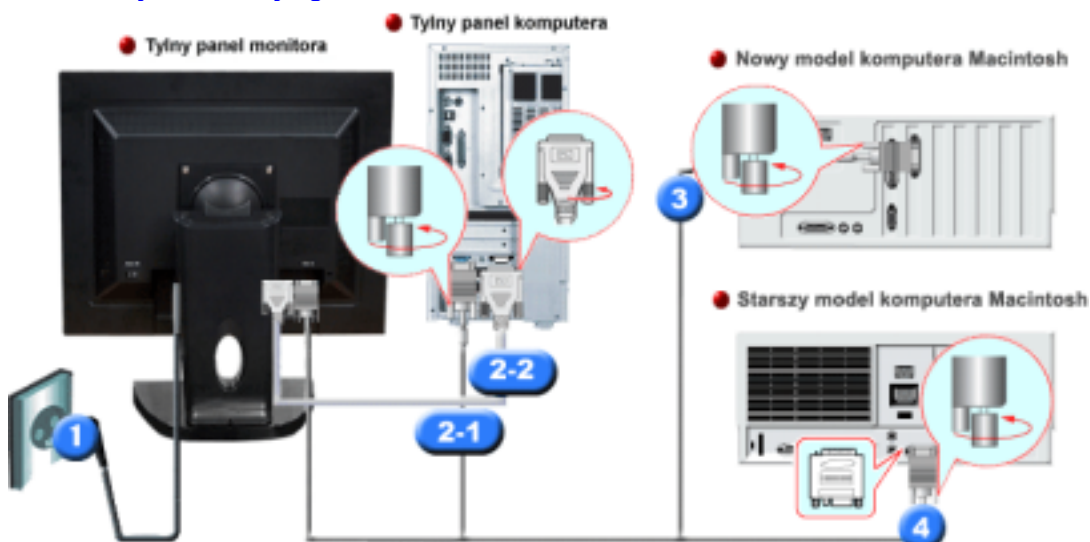 Tylny panel komputera
Tylny panel monitora
Nowy model komputera Macintosh
3
Starszy model komputera Macintosh
2-2
1
2-1
4